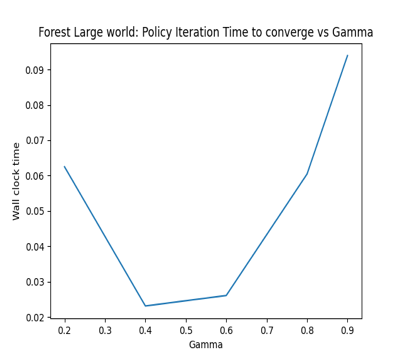 Forest Large world: Policy Iteration Time to converge vs Gamma
0.09
0.08
0.07
0.06
0.05
0.04
0.03
0.02
Wall clock time
0.2 0.3 0.4 0.5 0.6 0.7 0.8 0.9
Gamma